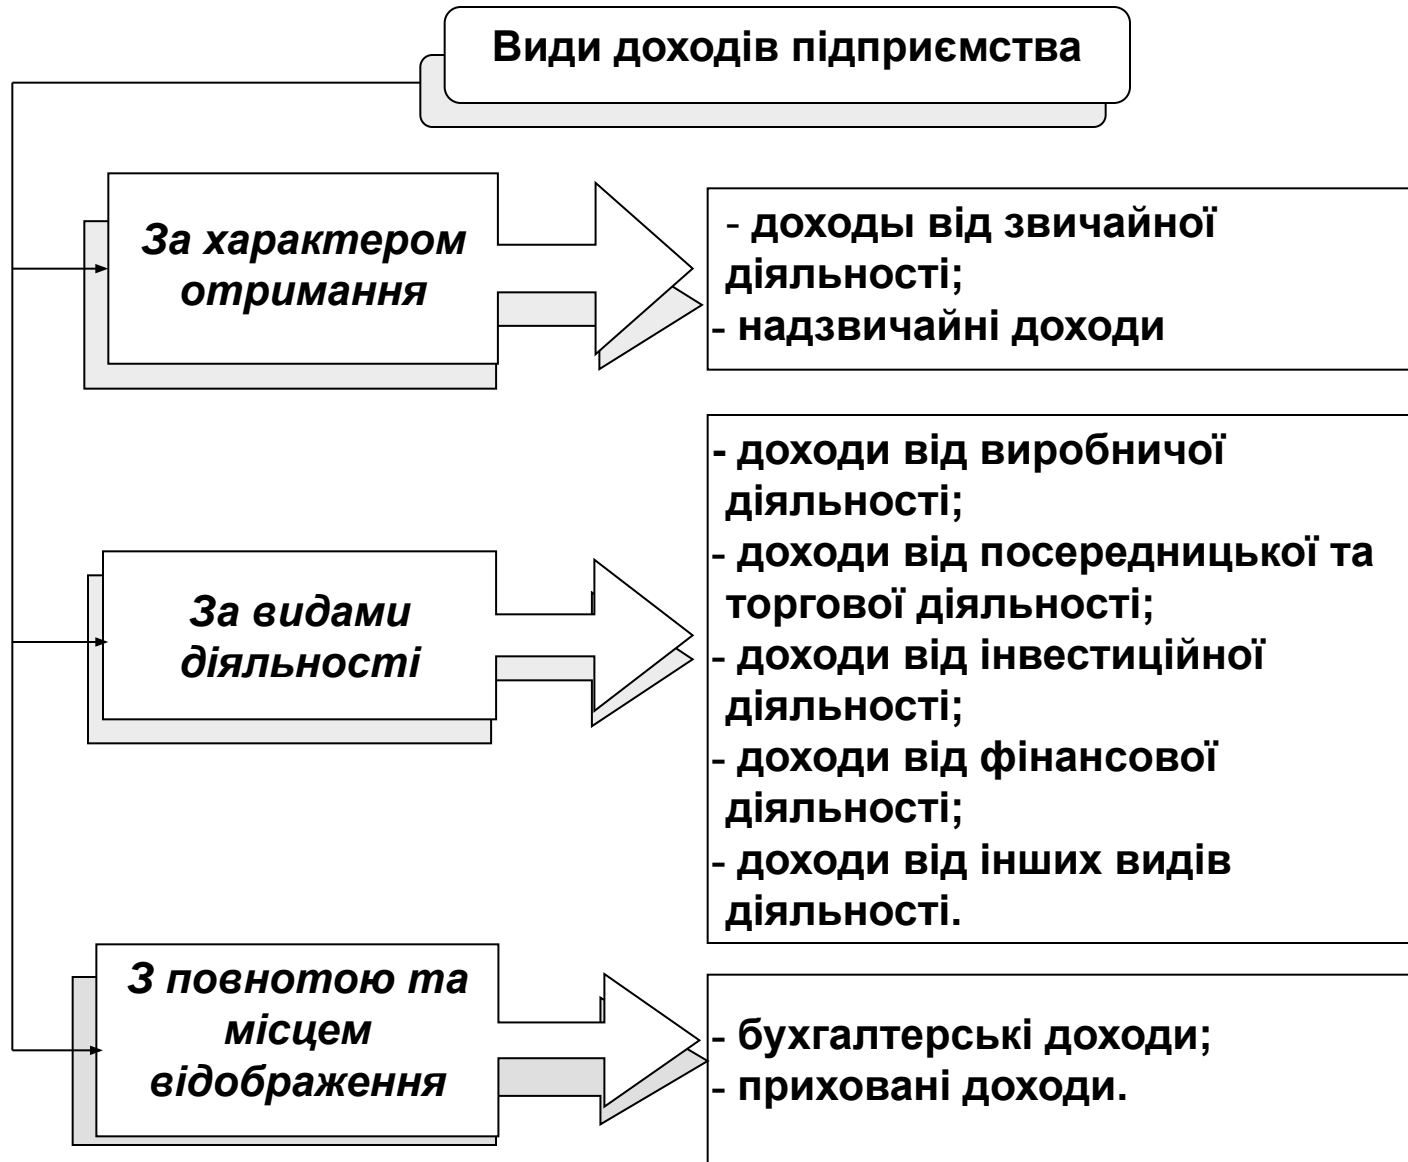 Види доходів підприємства
За характером
отримання
- доходы від звичайної
діяльності;
- надзвичайні доходи
За видами
діяльності
- доходи від виробничої
діяльності;
- доходи від посередницької та
торгової діяльності;
- доходи від інвестиційної
діяльності;
- доходи від фінансової
діяльності;
- доходи від інших видів
діяльності.
З повнотою та
місцем
відображення
- бухгалтерські доходи;
- приховані доходи.